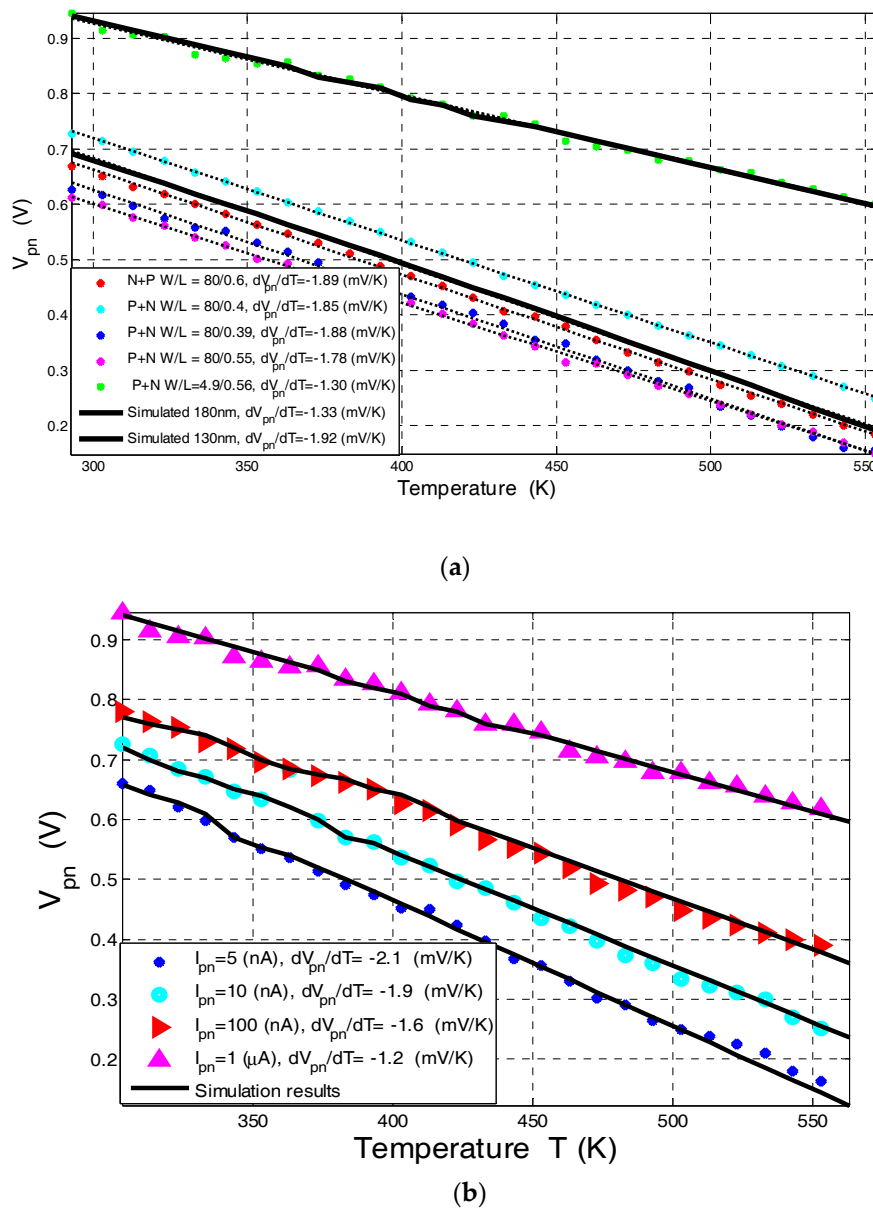 0.9
0.8
0.7
0.6
0.5
0.4
0.3
0.2
V_pn (V)
N+P W/L = 80/0.6, dV_pn/dT=-1.89 (mV/K)
P+N W/L = 80/0.4, dV_pn/dT=-1.85 (mV/K)
P+N W/L = 80/0.39, dV_pn/dT=-1.88 (mV/K)
P+N W/L = 80/0.55, dV_pn/dT=-1.78 (mV/K)
P+N W/L=4.9/0.56, dV_pn/dT=-1.30 (mV/K)
Simulated 180nm, dV_pn/dT=-1.33 (mV/K)
Simulated 130nm, dV_pn/dT=-1.92 (mV/K)
300 350 400 450 500 550
Temperature (K)
(a)
0.9
0.8
0.7
0.6
0.5
0.4
0.3
0.2
V_pn (V)
I_pn=5 (nA), dV_pn/dT= -2.1 (mV/K)
I_pn=10 (nA), dV_pn/dT= -1.9 (mV/K)
I_pn=100 (nA), dV_pn/dT= -1.6 (mV/K)
I_pn=1 (μA), dV_pn/dT= -1.2 (mV/K)
Simulation results
350 400 450 500 550
Temperature T (K)
(b)